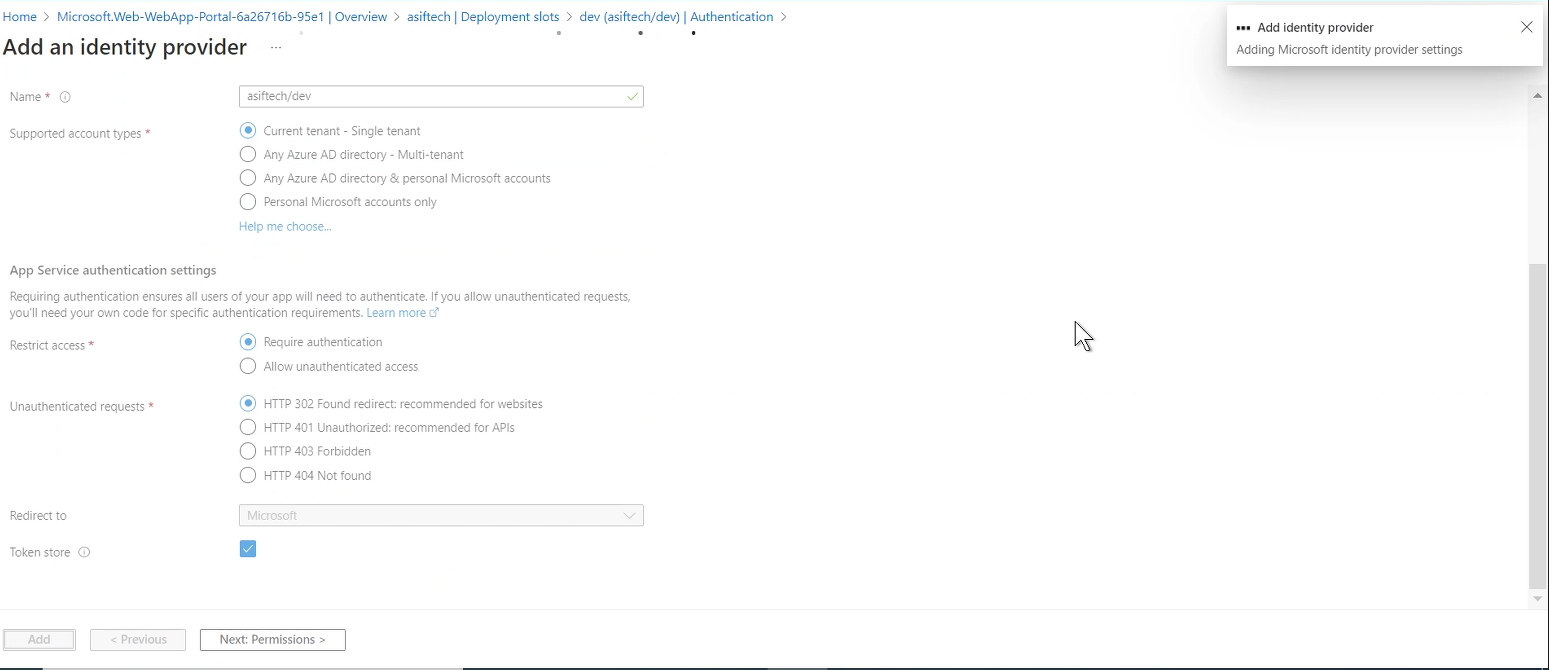 Home > Microsoft.Web-WebApp-Portal-6a26716b-95e1 | Overview > asiftech | Deployment slots > dev (asiftech/dev) | Authentication >
Add an identity provider ...
Add identity provider
Adding Microsoft identity provider settings
Name *
asiftech/dev
Supported account types *
Current tenant - Single tenant
Any Azure AD directory - Multi-tenant
Any Azure AD directory & personal Microsoft accounts
Personal Microsoft accounts only
Help me choose...
App Service authentication settings
Requiring authentication ensures all users of your app will need to authenticate. If you allow unauthenticated requests,
you'll need your own code for specific authentication requirements. Learn more
Restrict access *
Require authentication
Allow unauthenticated access
Unauthenticated requests *
HTTP 302 Found redirect: recommended for websites
HTTP 401 Unauthorized: recommended for APIs
HTTP 403 Forbidden
HTTP 404 Not found
Redirect to
Microsoft
Token store
Add
< Previous
Next: Permissions >